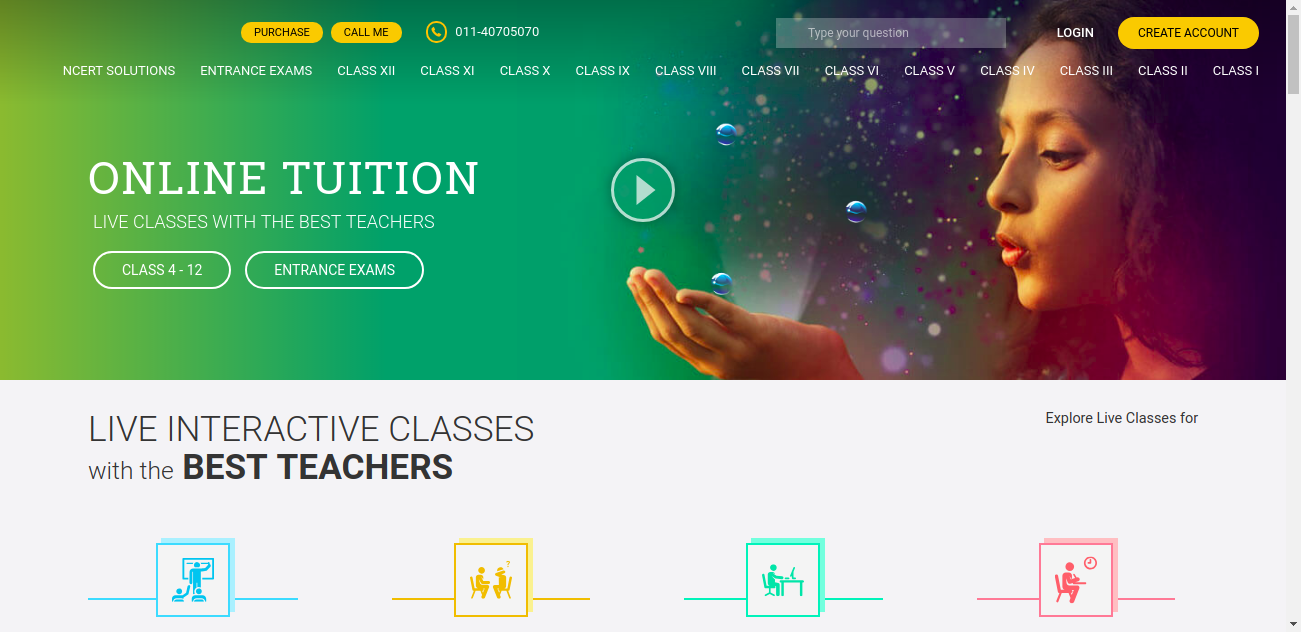 PURCHASE CALL ME 011-40705070 Type your question LOGIN CREATE ACCOUNT
NCERT SOLUTIONS ENTRANCE EXAMS CLASS XII CLASS XI CLASS X CLASS IX CLASS VIII CLASS VII CLASS VI CLASS V CLASS IV CLASS III CLASS II CLASS I
ONLINE TUITION
LIVE CLASSES WITH THE BEST TEACHERS
CLASS 4 - 12 ENTRANCE EXAMS
LIVE INTERACTIVE CLASSES
Explore Live Classes for
with the BEST TEACHERS
?